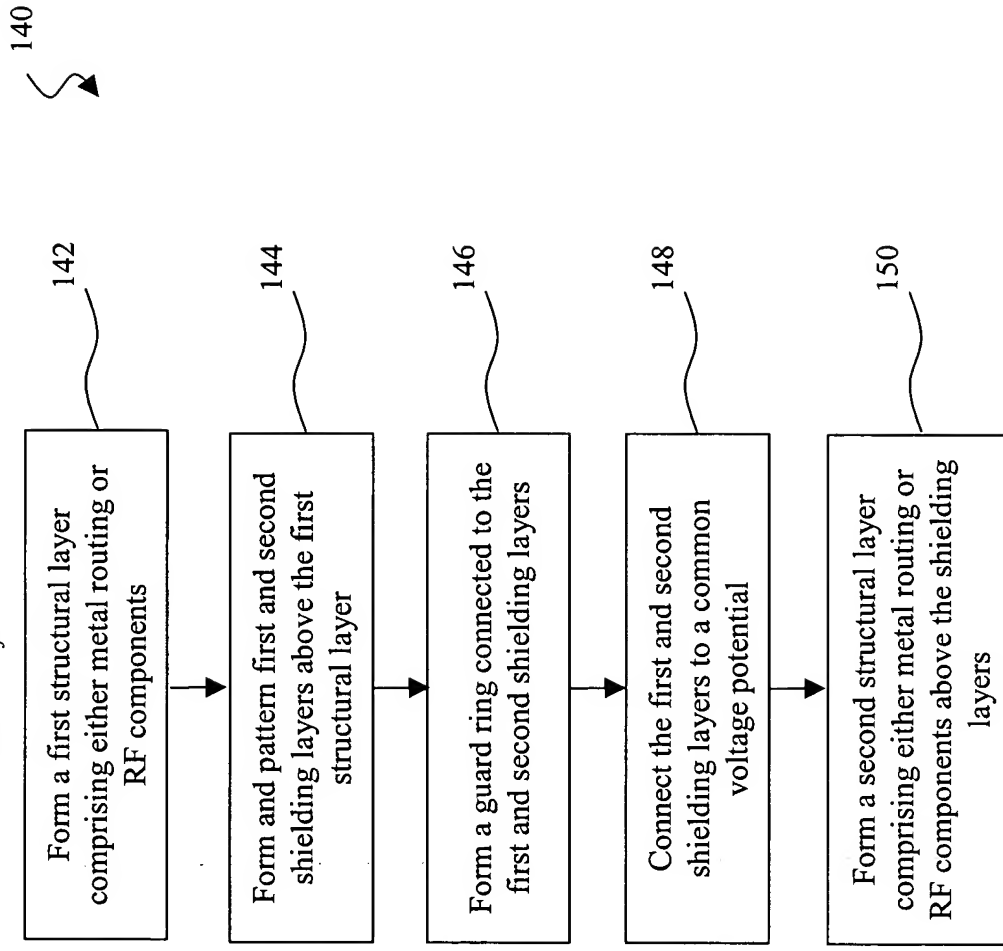 140
142
Form a first structural layer
comprising either metal routing or
RF components
144
Form and pattern first and second
shielding layers above the first
structural layer
146
Form a guard ring connected to the
first and second shielding layers
148
Connect the first and second
shielding layers to a common
voltage potential
150
Form a second structural layer
comprising either metal routing or
RF components above the shielding
layers